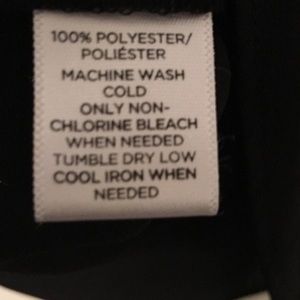 100% POLYESTER/
POLIÉSTER
MACHINE WASH
COLD
ONLY NON-
CHLORINE BLEACH
WHEN NEEDED
TUMBLE DRY LOW
COOL IRON WHEN
NEEDED